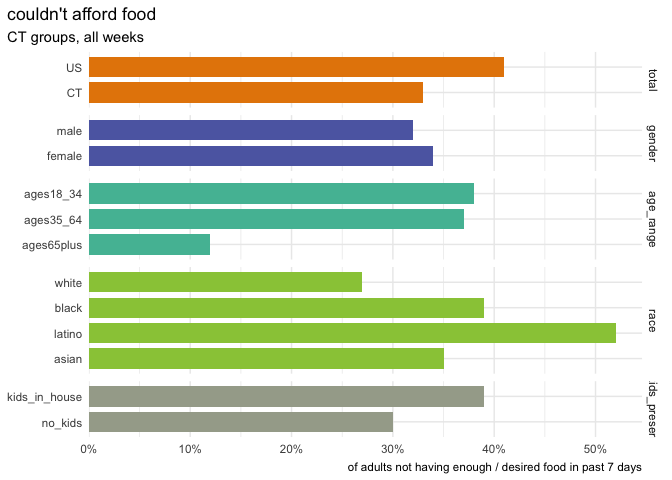 couldn't afford food
CT groups, all weeks
US
CT
total
male
female
gender
ages18_34
ages35_64
ages65plus
age_range
white
black
latino
asian
race
kids_in_house
no_kids
ids_preser
0%
10%
20%
30%
40%
50%
of adults not having enough / desired food in past 7 days